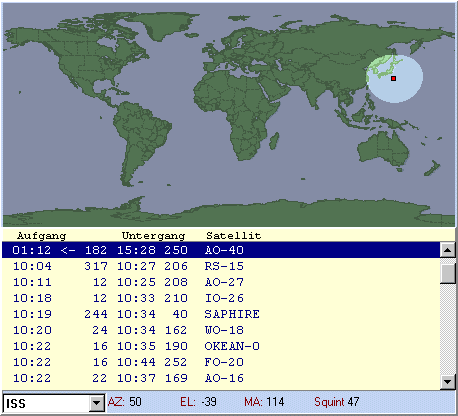 Aufgang Untergang Satellit
01:12 <- 182 15:28 250 AO-40
10:04 317 10:27 206 RS-15
10:11 12 10:25 208 AO-27
10:18 12 10:33 210 IO-26
10:19 244 10:34 40 SAPHIRE
10:20 24 10:34 162 WO-18
10:22 16 10:35 190 OKEAN-0
10:22 16 10:44 252 FO-20
10:22 22 10:37 169 AO-16
ISS AZ: 50 EL: -39 MA: 114 Squint 47